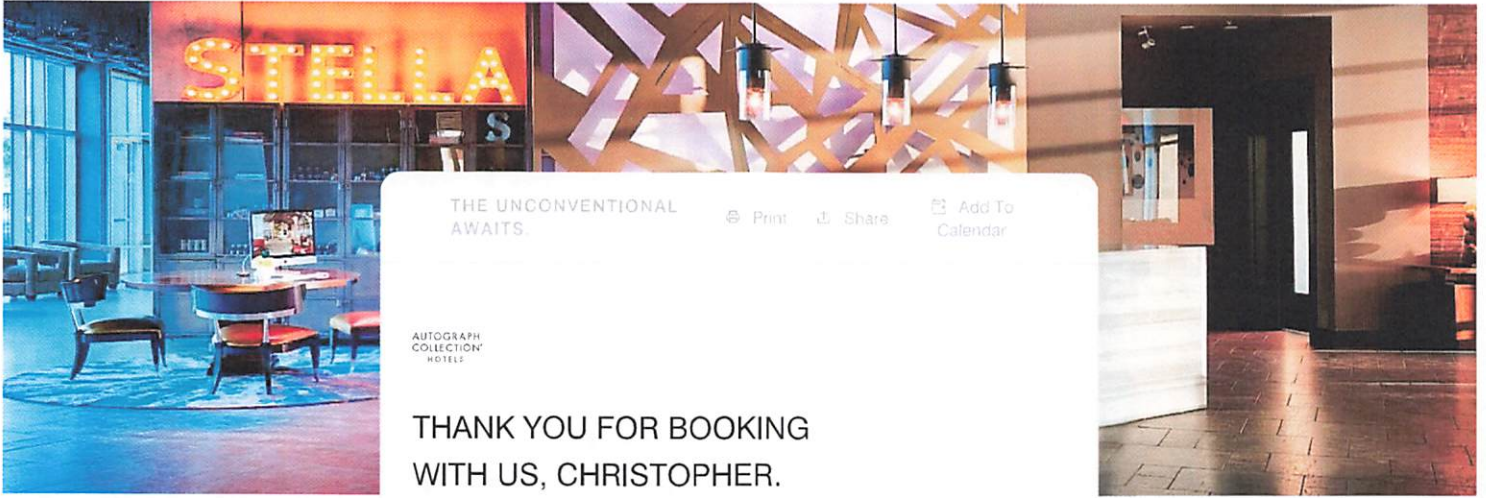 STELLA
S
THE UNCONVENTIONAL
AWAITS.
Print
Share
Add To
Calendar
AUTOGRAPH
COLLECTION®
HOTELS
THANK YOU FOR BOOKING
WITH US, CHRISTOPHER.